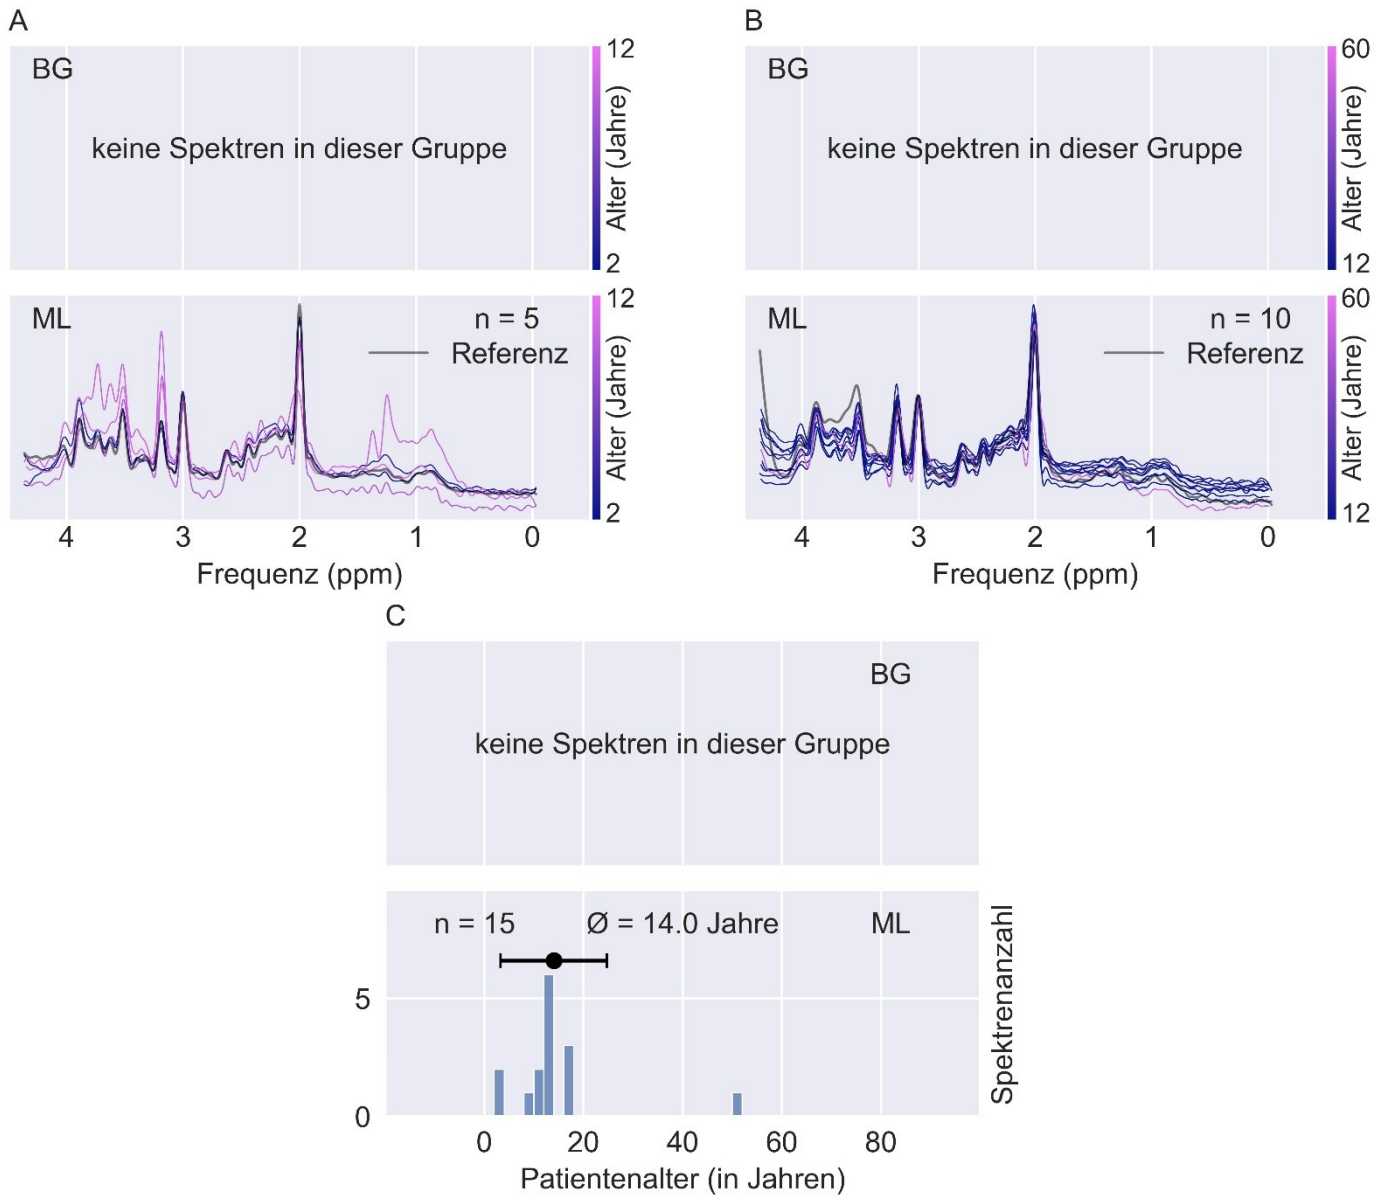 A
BG
keine Spektren in dieser Gruppe
12
Alter (Jahre)
2
ML
n = 5
Referenz
12
Alter (Jahre)
2
4 3 2 1 0
Frequenz (ppm)
B
BG
keine Spektren in dieser Gruppe
60
Alter (Jahre)
12
ML
n = 10
Referenz
60
Alter (Jahre)
12
4 3 2 1 0
Frequenz (ppm)
C
BG
keine Spektren in dieser Gruppe
n = 15 Ø = 14.0 Jahre ML
5
0
Spektrenanzahl
0 20 40 60 80
Patientenalter (in Jahren)